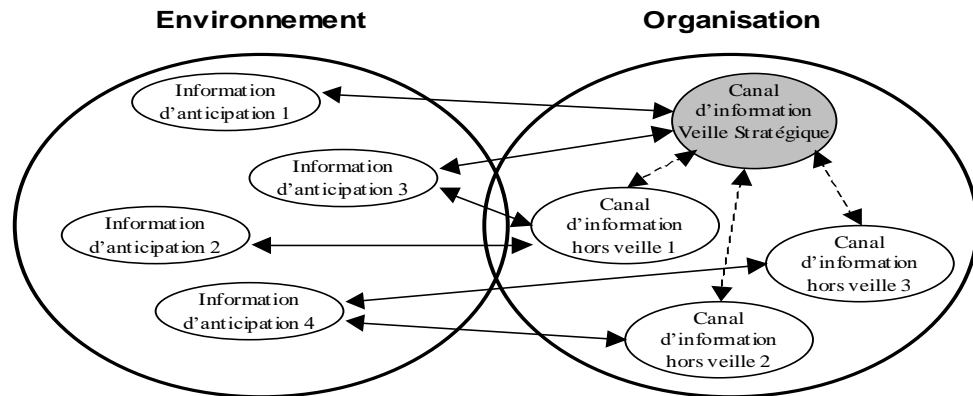 Environnement
Organisation
Information
d'anticipation 1
Information
d'anticipation 3
Information
d'anticipation 2
Information
d'anticipation 4
Canal
d'information
Veille Stratégique
Canal
d'information
hors veille 1
Canal
d'information
hors veille 3
Canal
d'information
hors veille 2